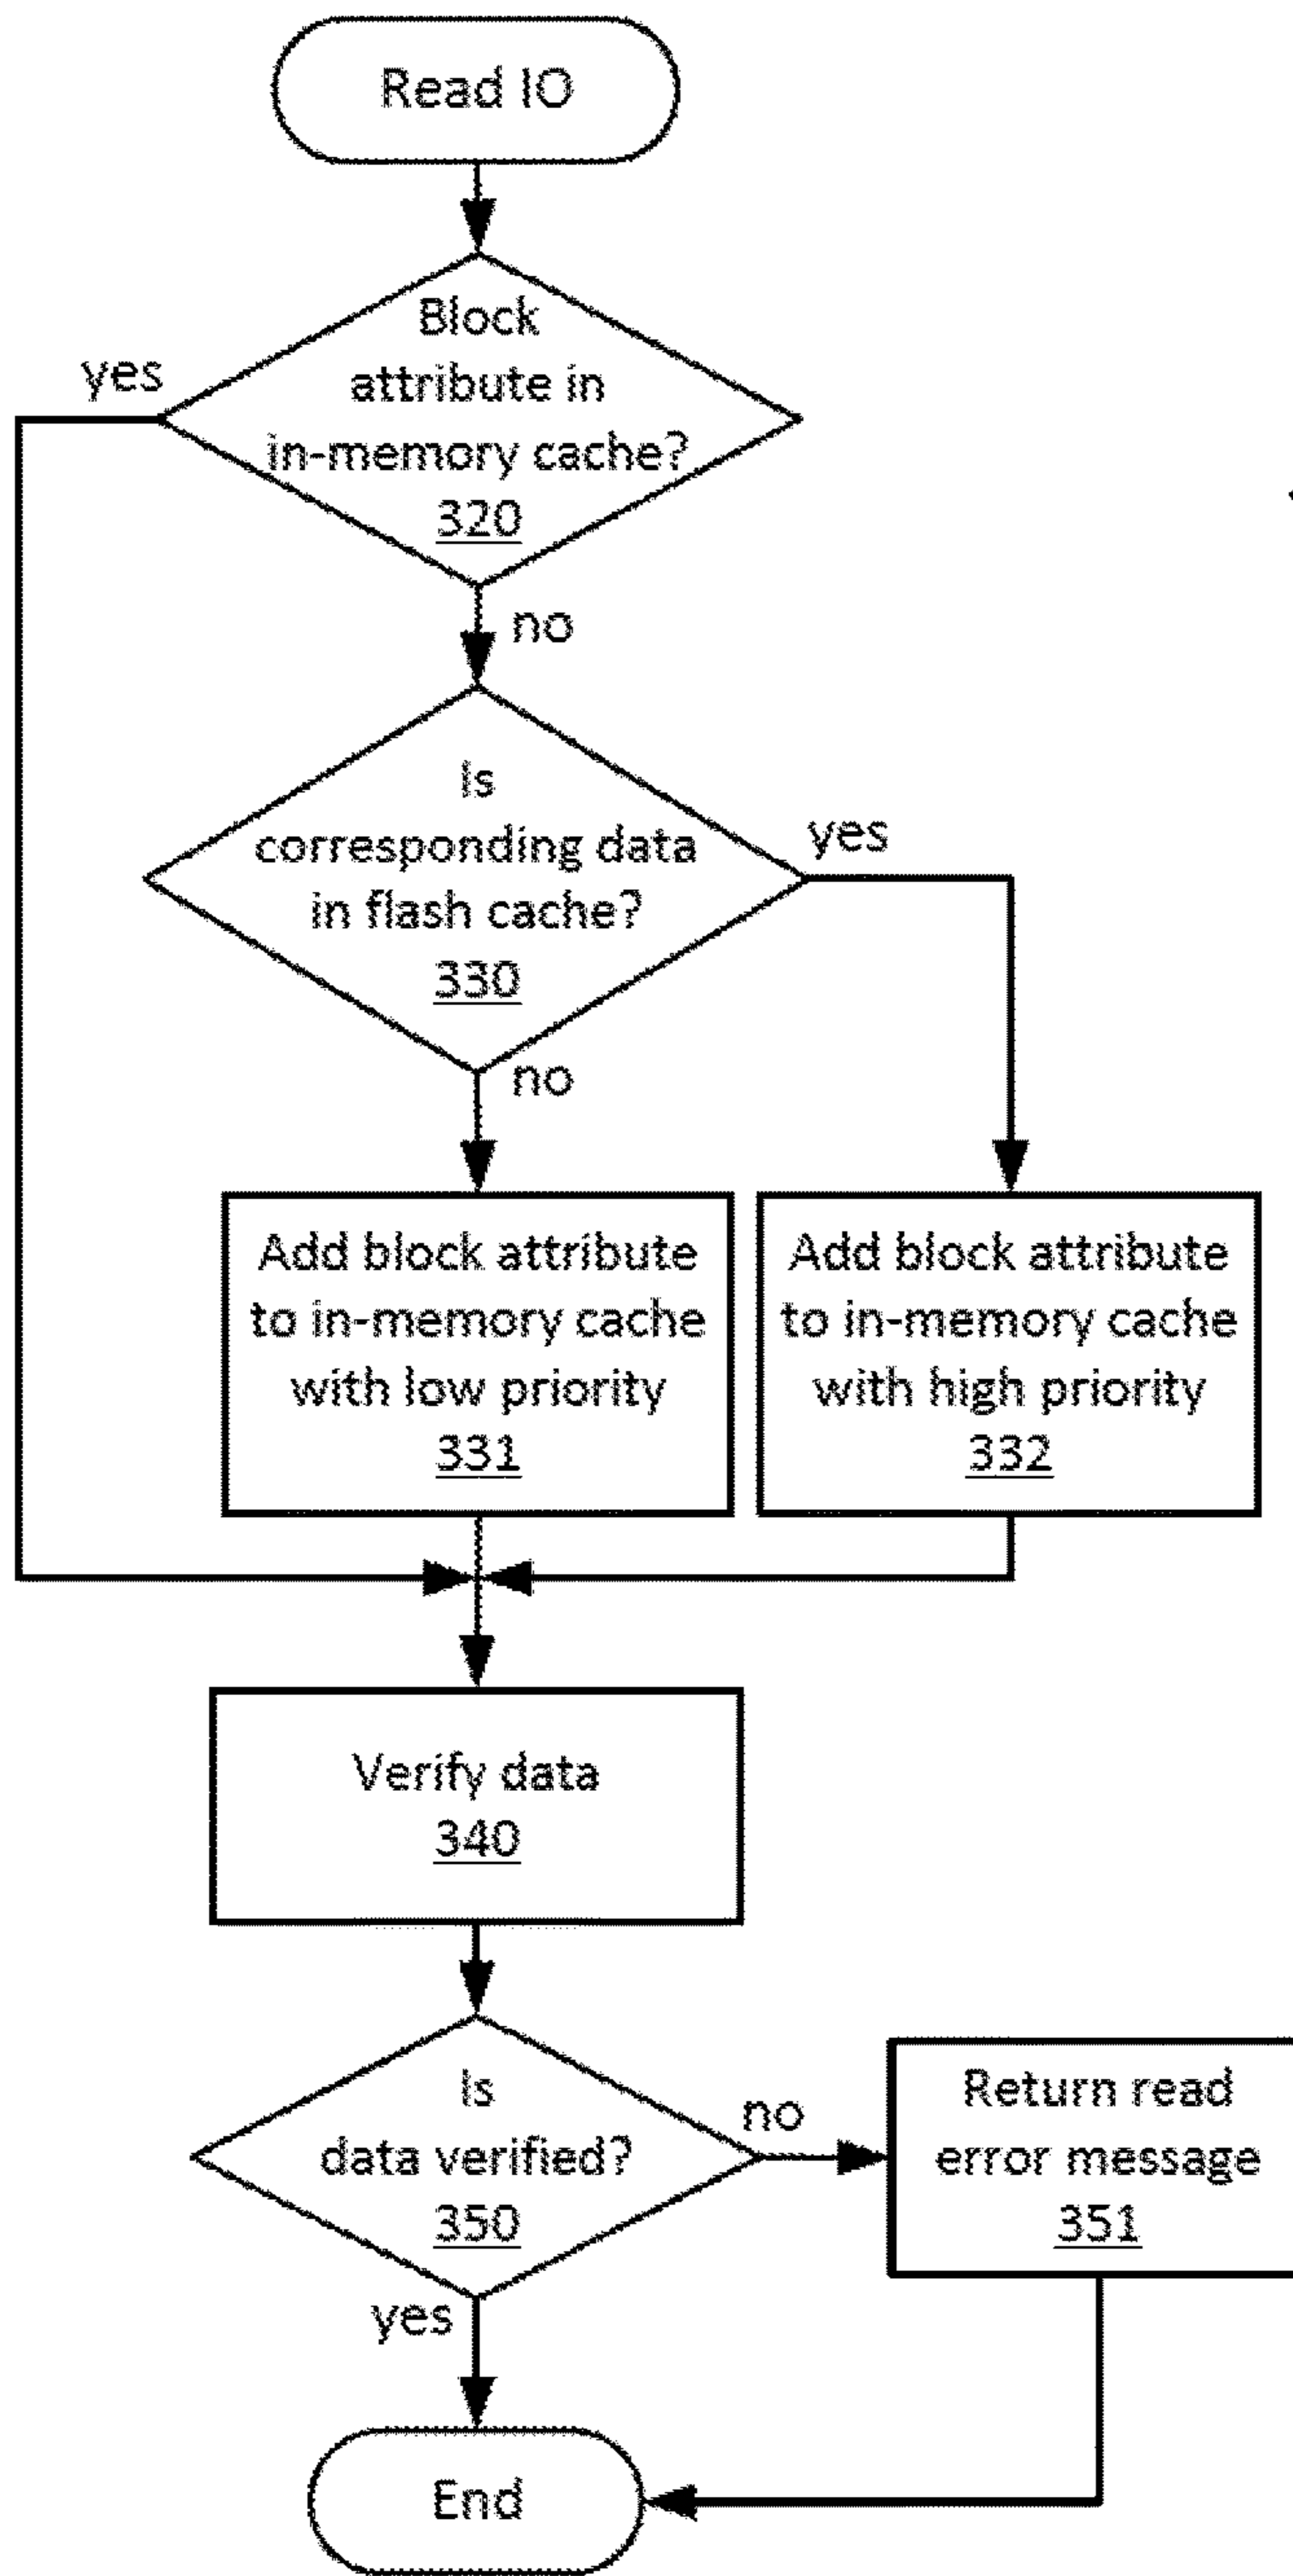 Read IO
Block
attribute in
in-memory cache?
320
yes
no
Is
corresponding data
in flash cache?
330
yes
no
Add block attribute
to in-memory cache
with low priority
331
Add block attribute
to in-memory cache
with high priority
332
Verify data
340
Is
data verified?
350
no
Return read
error message
351
yes
End